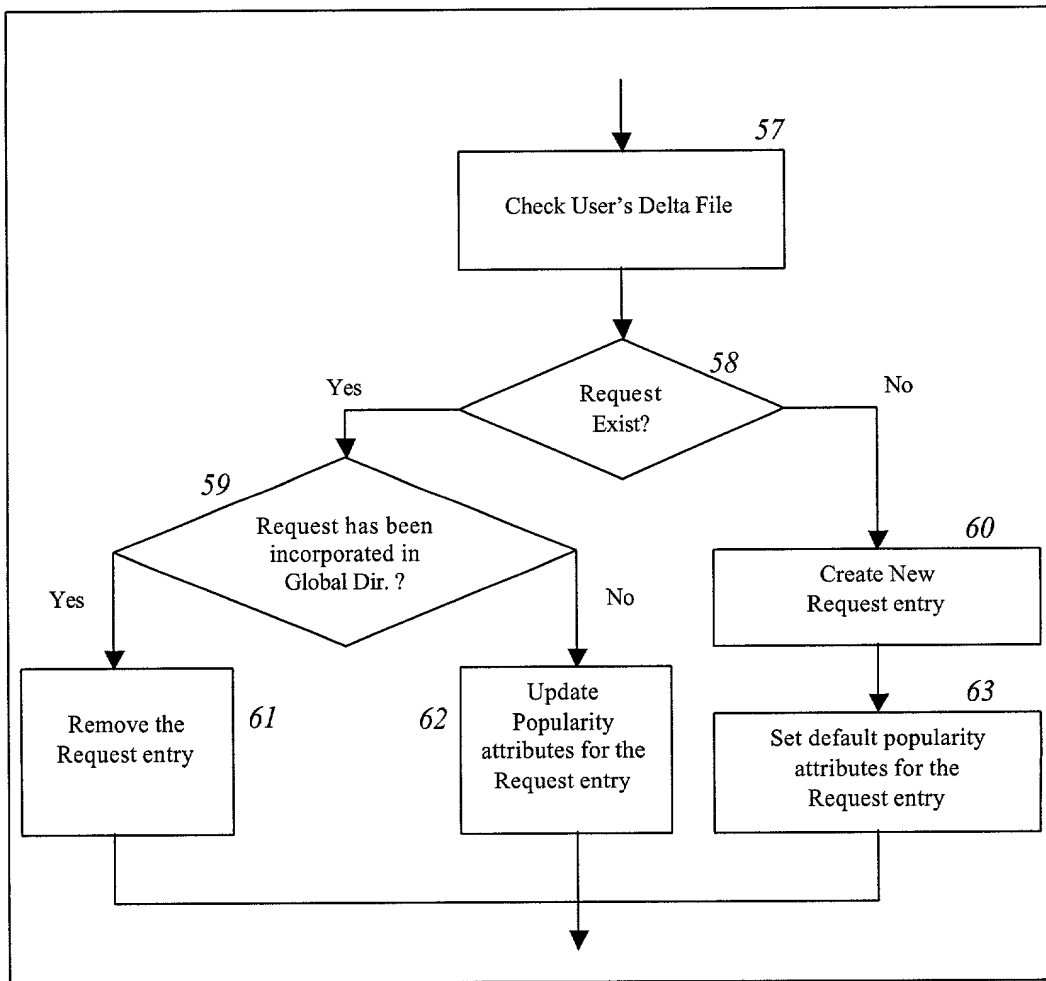 57
Check User's Delta File
58
Yes
No
Request
Exist?
59
Request has been
incorporated in
Global Dir. ?
60
Yes
No
Create New
Request entry
61
62
63
Remove the
Request entry
Update
Popularity
attributes for the
Request entry
Set default popularity
attributes for the
Request entry